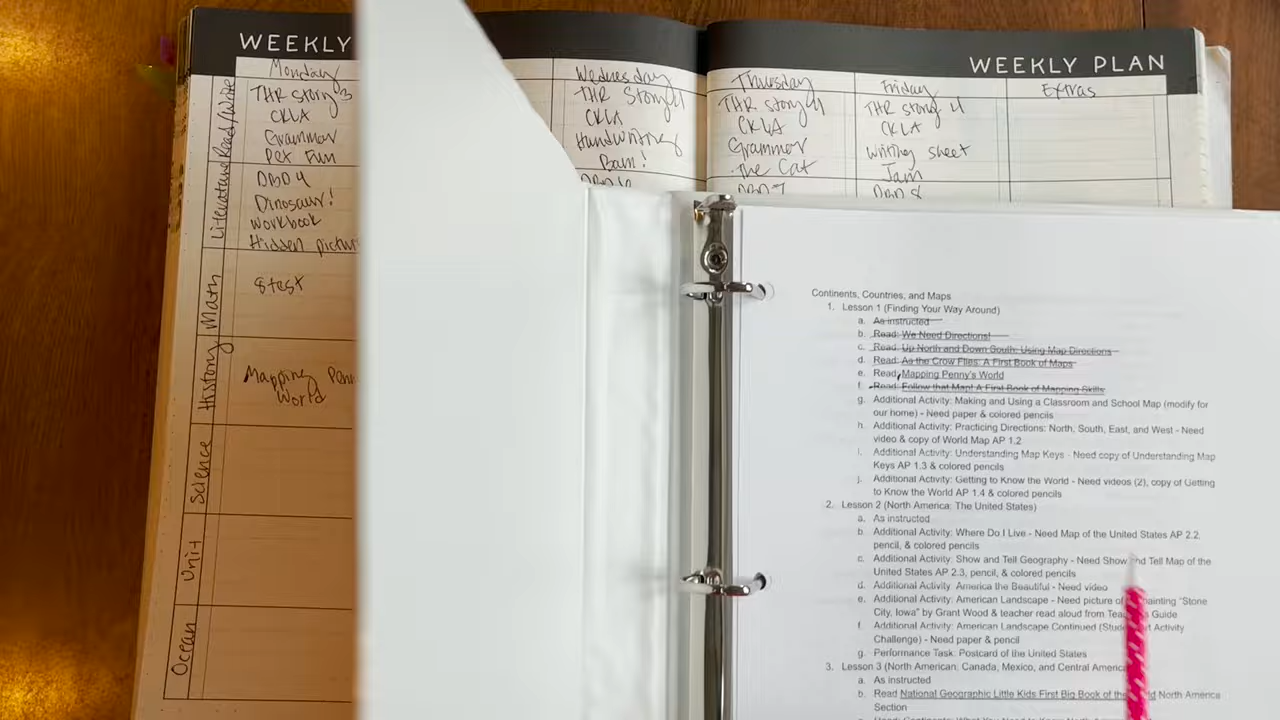 WEEKLY
WEEKLY PLAN
Monday
Wednesday
Thursday
Friday
Extras
Literature Read/Write
THR story 3
CKLA
Grammar
Pet Fun
DBD 4
Dinosaur!
Workbook
Hidden pictu
THR Story 4
CKLA
Handwriting
Bam!
THR story 4
CKLA
Grammar
The Cat
DBD 7
THR story 4
CKLA
Writing sheet
Jam
DBD 8
Math
8 test
History
Mapping Pen
World
Science
Unit
Ocean
Continents, Countries, and Maps
1. Lesson 1 (Finding Your Way Around)
a. As instructed
b. Read: We Need Directions!
c. Read: Up North and Down South: Using Map Directions
d. Read: As the Crow Flies: A First Book of Maps
e. Read: Mapping Penny's World
f. Read: Follow that Map! A First Book of Mapping Skills
g. Additional Activity: Making and Using a Classroom and School Map (modify for
our home) - Need paper & colored pencils
h. Additional Activity: Practicing Directions: North, South, East, and West - Need
video & copy of World Map AP 1.2
i. Additional Activity: Understanding Map Keys - Need copy of Understanding Map
Keys AP 1.3 & colored pencils
j. Additional Activity: Getting to Know the World - Need videos (2), copy of Getting
to Know the World AP 1.4 & colored pencils
2. Lesson 2 (North America: The United States)
a. As instructed
b. Additional Activity: Where Do I Live - Need Map of the United States AP 2.2,
pencil, & colored pencils
c. Additional Activity: Show and Tell Geography - Need Show and Tell Map of the
United States AP 2.3, pencil, & colored pencils
d. Additional Activity: America the Beautiful - Need video
e. Additional Activity: American Landscape - Need picture of painting "Stone
City, Iowa" by Grant Wood & teacher read aloud from Guide
f. Additional Activity: American Landscape Continued Activity
Challenge) - Need paper & pencil
g. Performance Task: Postcard of the United States
3. Lesson 3 (North American: Canada, Mexico, and Central America
a. As instructed
b. Read National Geographic Little Kids First Big Book of the North America
Section